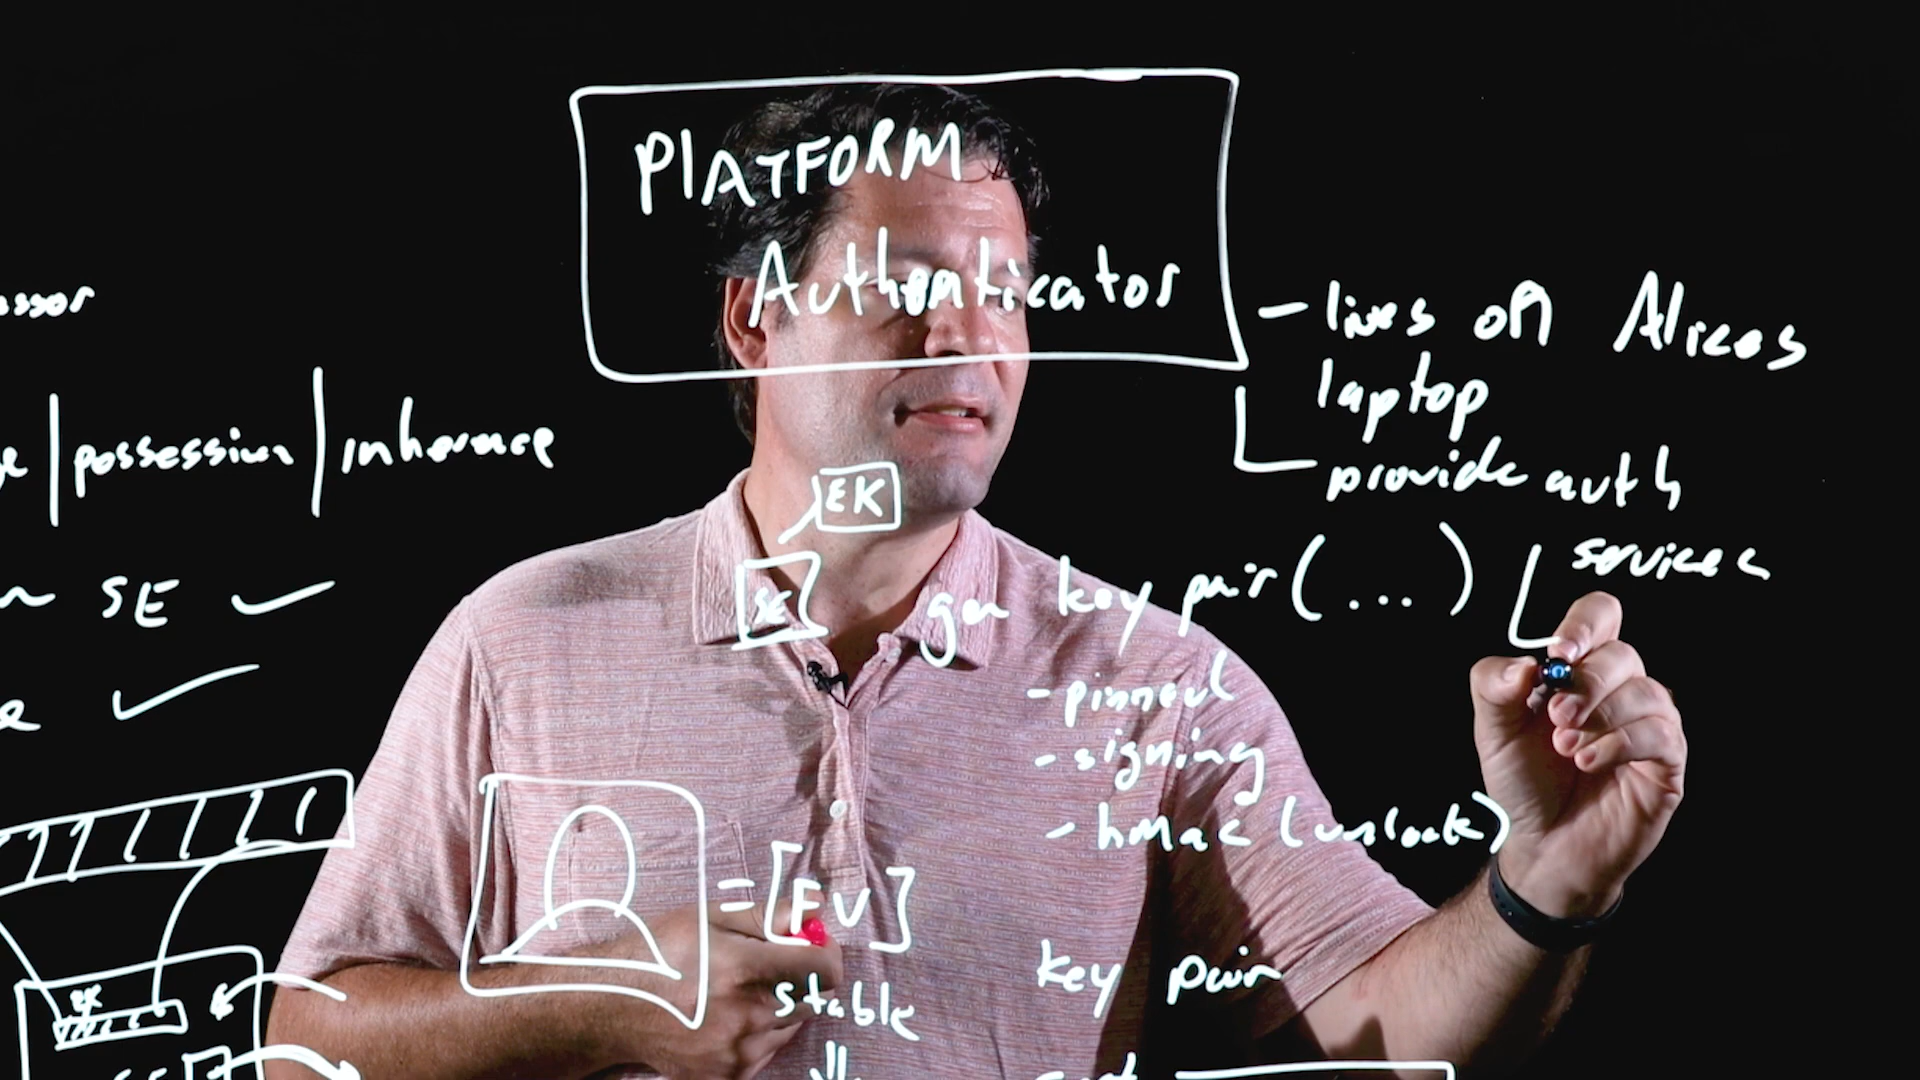 PLATFORM
Authenticator
- lives on Alices
laptop
provide auth
services
possession | inherence
EK
SE
SE
gen key pair (...)
- pinned
- signing
- hmac (unlock)
= [FV]
stable
key pair
EK